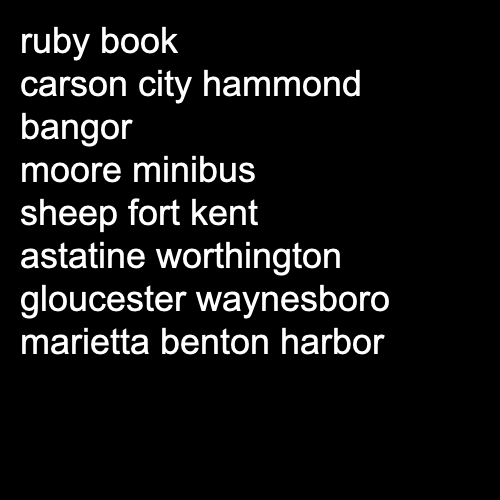 ruby book
carson city hammond
bangor
moore minibus
sheep fort kent
astatine worthington
gloucester waynesboro
marietta benton harbor